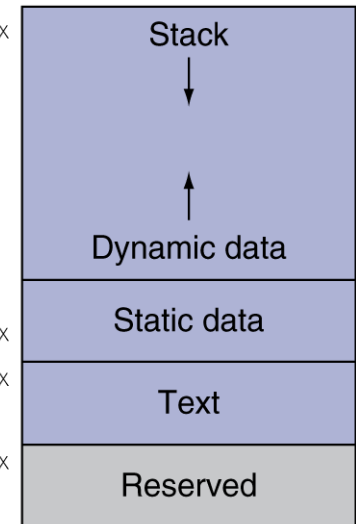 X
Stack
Dynamic data
Static data
X
X
Text
X
Reserved